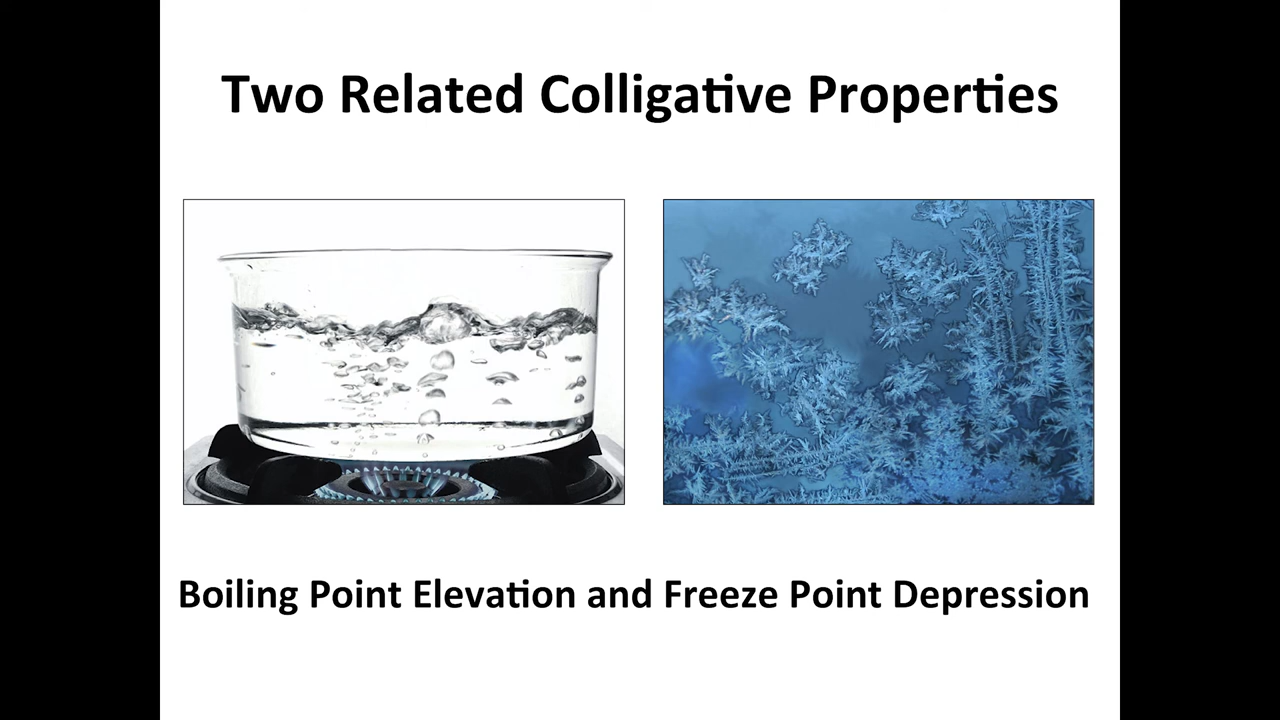 Two Related Colligative Properties
Boiling Point Elevation and Freeze Point Depression